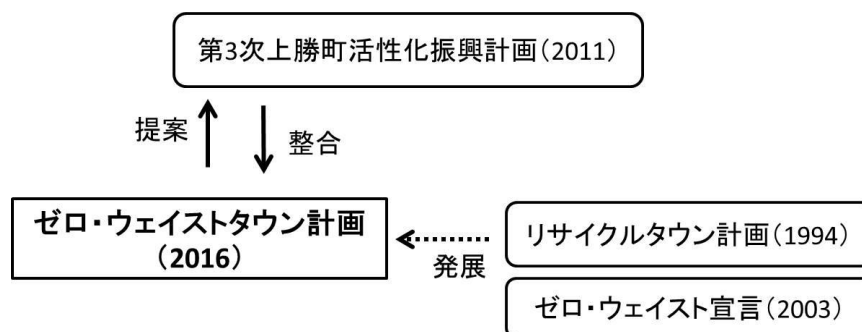 第3次上勝町活性化振興計画（2011）
提案
整合
ゼロ・ウェイストタウン計画
（2016）
発展
リサイクルタウン計画（1994）
ゼロ・ウェイスト宣言（2003）